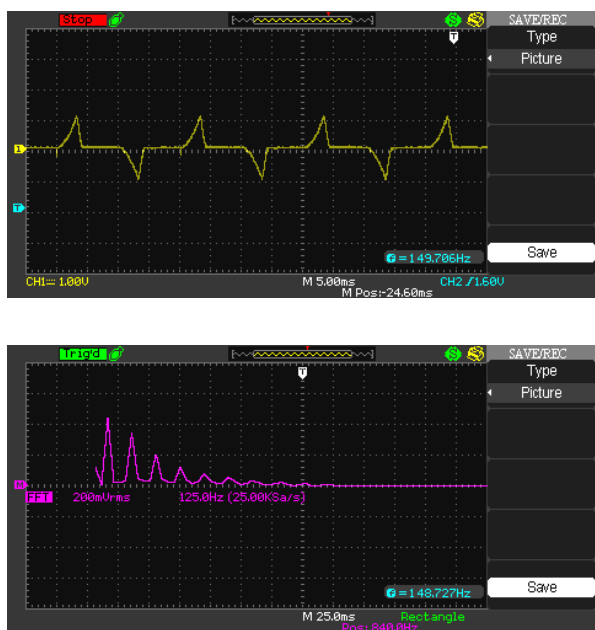 Stop
SAVE/REC
Type
Picture
T
1
T
f=149.706Hz
Save
CH1 1.00V
M 5.00ms
CH2 /1.60V
M Pos:-24.60ms
Trig'd
SAVE/REC
Type
Picture
T
M
FFT 200mVrms 125.0Hz (25.00KSa/s)
f=148.727Hz
Save
M 25.0ms
Rectangle
Pos: 840.0Hz